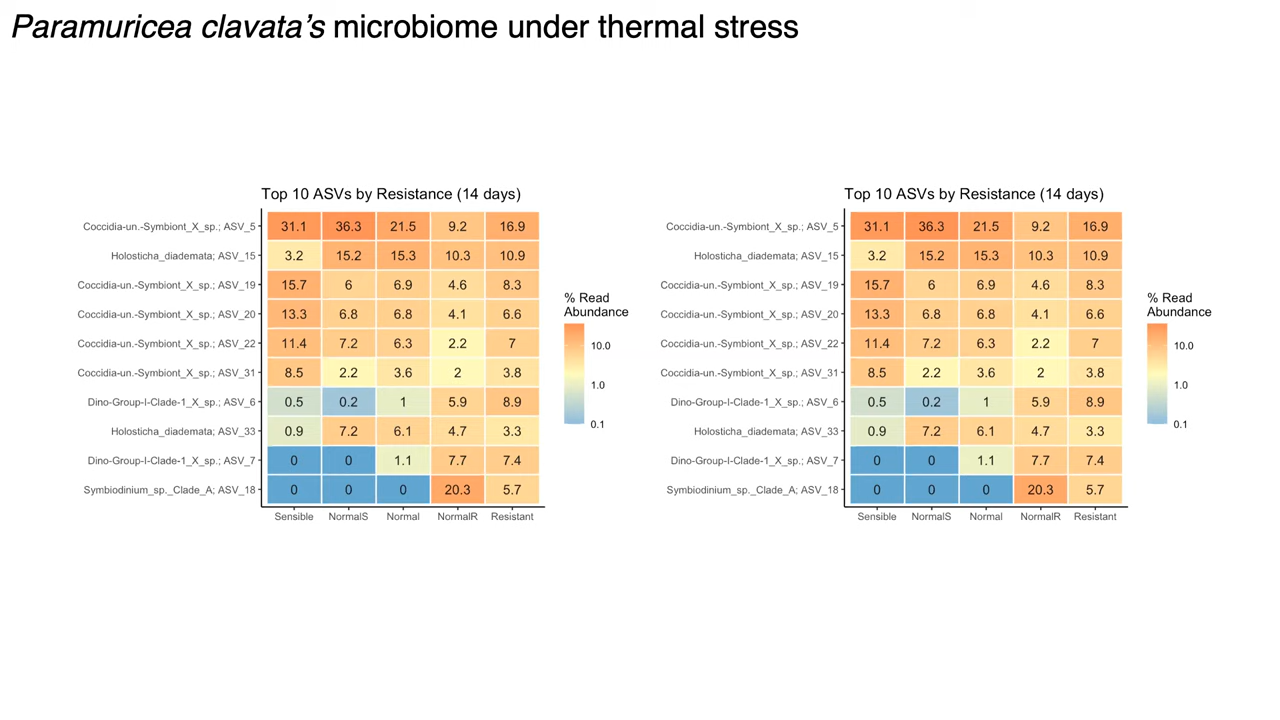 Paramuricea clavata’s microbiome under thermal stress
Top 10 ASVs by Resistance (14 days)
Coccidia-un.-Symbiont_X_sp.; ASV_5 31.1 36.3 21.5 9.2 16.9
Holosticha_diademata; ASV_15 3.2 15.2 15.3 10.3 10.9
Coccidia-un.-Symbiont_X_sp.; ASV_19 15.7 6 6.9 4.6 8.3
Coccidia-un.-Symbiont_X_sp.; ASV_20 13.3 6.8 6.8 4.1 6.6
Coccidia-un.-Symbiont_X_sp.; ASV_22 11.4 7.2 6.3 2.2 7
Coccidia-un.-Symbiont_X_sp.; ASV_31 8.5 2.2 3.6 2 3.8
Dino-Group-I-Clade-1_X_sp.; ASV_6 0.5 0.2 1 5.9 8.9
Holosticha_diademata; ASV_33 0.9 7.2 6.1 4.7 3.3
Dino-Group-I-Clade-1_X_sp.; ASV_7 0 0 1.1 7.7 7.4
Symbiodinium_sp._Clade_A; ASV_18 0 0 0 20.3 5.7
Sensible NormalS Normal NormalR Resistant
% Read
Abundance
10.0
1.0
0.1
Top 10 ASVs by Resistance (14 days)
Coccidia-un.-Symbiont_X_sp.; ASV_5 31.1 36.3 21.5 9.2 16.9
Holosticha_diademata; ASV_15 3.2 15.2 15.3 10.3 10.9
Coccidia-un.-Symbiont_X_sp.; ASV_19 15.7 6 6.9 4.6 8.3
Coccidia-un.-Symbiont_X_sp.; ASV_20 13.3 6.8 6.8 4.1 6.6
Coccidia-un.-Symbiont_X_sp.; ASV_22 11.4 7.2 6.3 2.2 7
Coccidia-un.-Symbiont_X_sp.; ASV_31 8.5 2.2 3.6 2 3.8
Dino-Group-I-Clade-1_X_sp.; ASV_6 0.5 0.2 1 5.9 8.9
Holosticha_diademata; ASV_33 0.9 7.2 6.1 4.7 3.3
Dino-Group-I-Clade-1_X_sp.; ASV_7 0 0 1.1 7.7 7.4
Symbiodinium_sp._Clade_A; ASV_18 0 0 0 20.3 5.7
Sensible NormalS Normal NormalR Resistant
% Read
Abundance
10.0
1.0
0.1